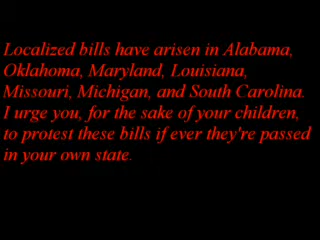 Localized bills have arisen in Alabama,
Oklahoma, Maryland, Louisiana,
Missouri, Michigan, and South Carolina.
I urge you, for the sake of your children,
to protest these bills if ever they're passed
in your own state.